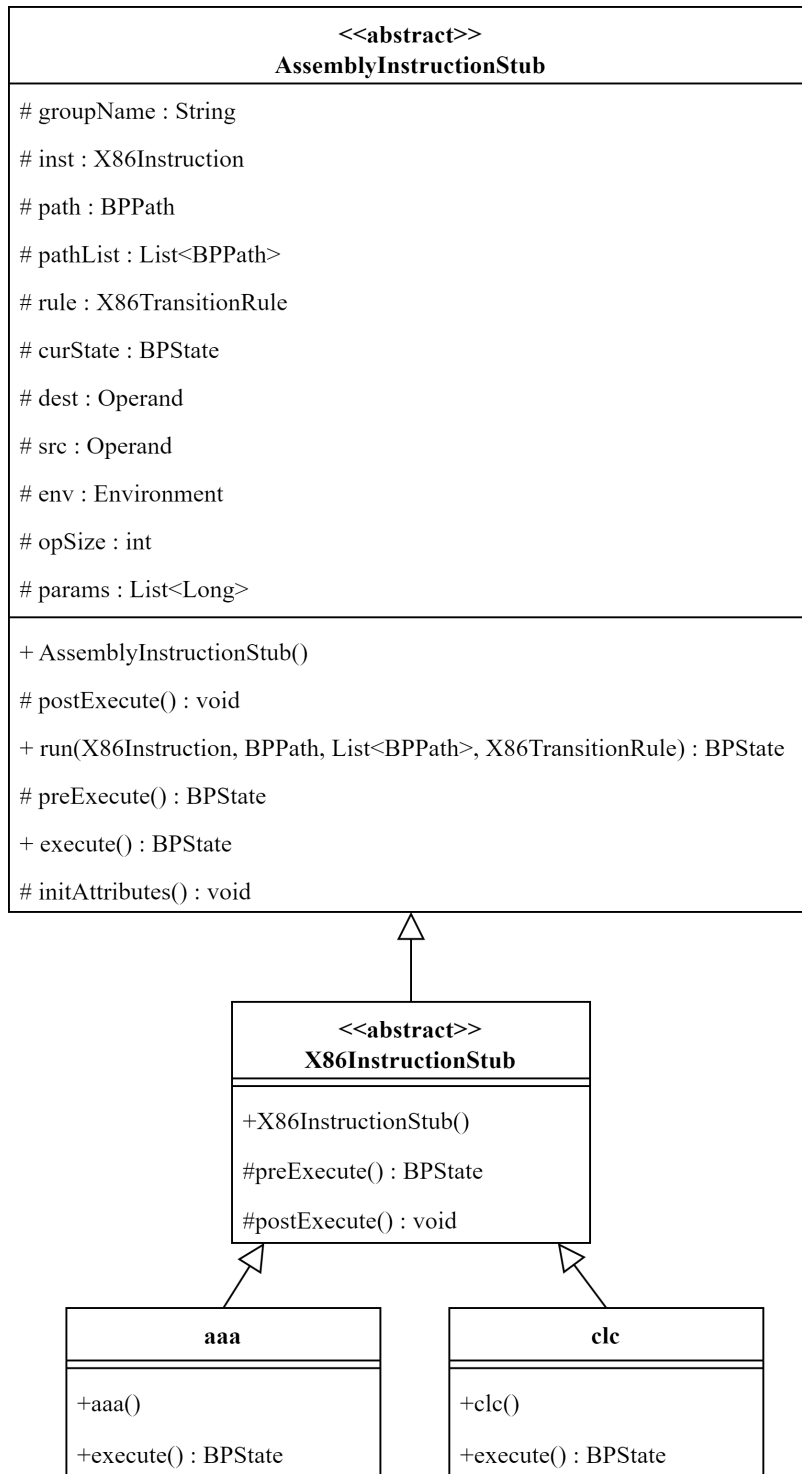 <<abstract>>
AssemblyInstructionStub
# groupName : String
# inst : X86Instruction
# path : BPPath
# pathList : List<BPPath>
# rule : X86TransitionRule
# curState : BPState
# dest : Operand
# src : Operand
# env : Environment
# opSize : int
# params : List<Long>
+ AssemblyInstructionStub()
# postExecute() : void
+ run(X86Instruction, BPPath, List<BPPath>, X86TransitionRule) : BPState
# preExecute() : BPState
+ execute() : BPState
# initAttributes() : void
<<abstract>>
X86InstructionStub
+X86InstructionStub()
#preExecute() : BPState
#postExecute() : void
aaa
+aaa()
+execute() : BPState
clc
+clc()
+execute() : BPState